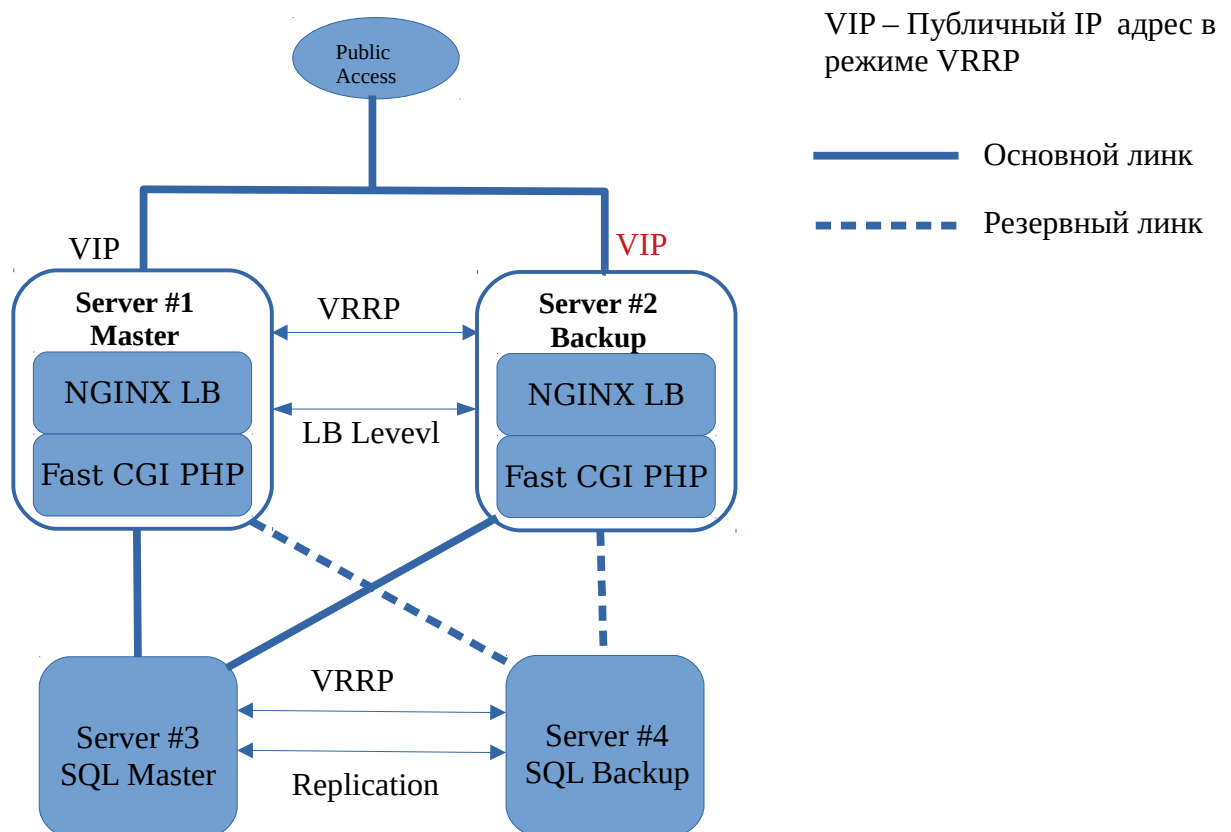 Public
Access
VIP – Публичный IP адрес в
режиме VRRP
Основной линк
Резервный линк
VIP
VIP
Server #1
Master
NGINX LB
Fast CGI PHP
VRRP
LB Levevl
Server #2
Backup
NGINX LB
Fast CGI PHP
Server #3
SQL Master
VRRP
Replication
Server #4
SQL Backup